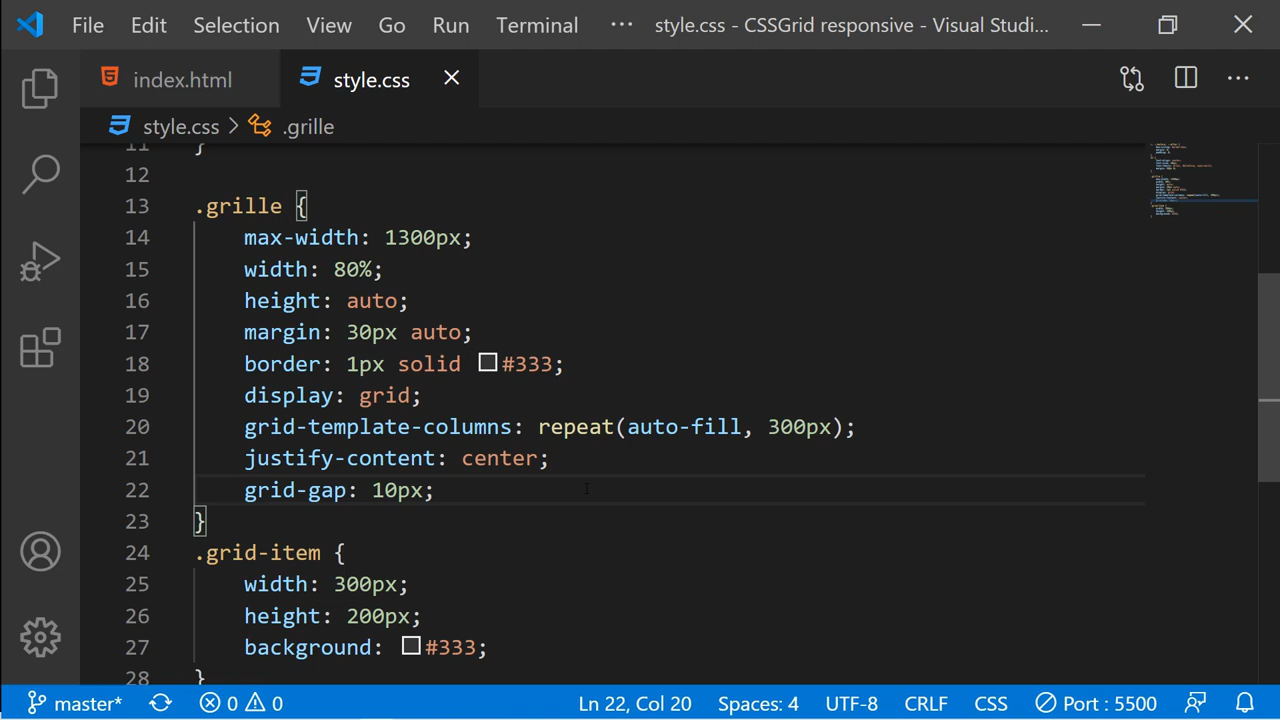 File Edit Selection View Go Run Terminal ··· style.css - CSSGrid responsive - Visual Studi...
index.html style.css
style.css > .grille
11 }
12
13 .grille {
14 max-width: 1300px;
15 width: 80%;
16 height: auto;
17 margin: 30px auto;
18 border: 1px solid #333;
19 display: grid;
20 grid-template-columns: repeat(auto-fill, 300px);
21 justify-content: center;
22 grid-gap: 10px;
23 }
24 .grid-item {
25 width: 300px;
26 height: 200px;
27 background: #333;
28 }
master* 0 0 Ln 22, Col 20 Spaces: 4 UTF-8 CRLF CSS Port : 5500